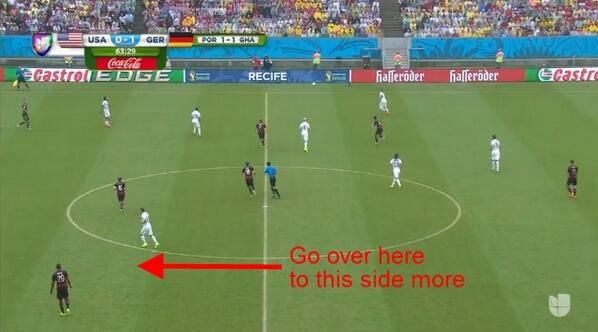 USA 0-1 GER POR 1-1 GHA
63:29
Coca-Cola
Castrol EDGE RECIFE hasseröder hasseröder Castrol
Go over here
to this side more
20